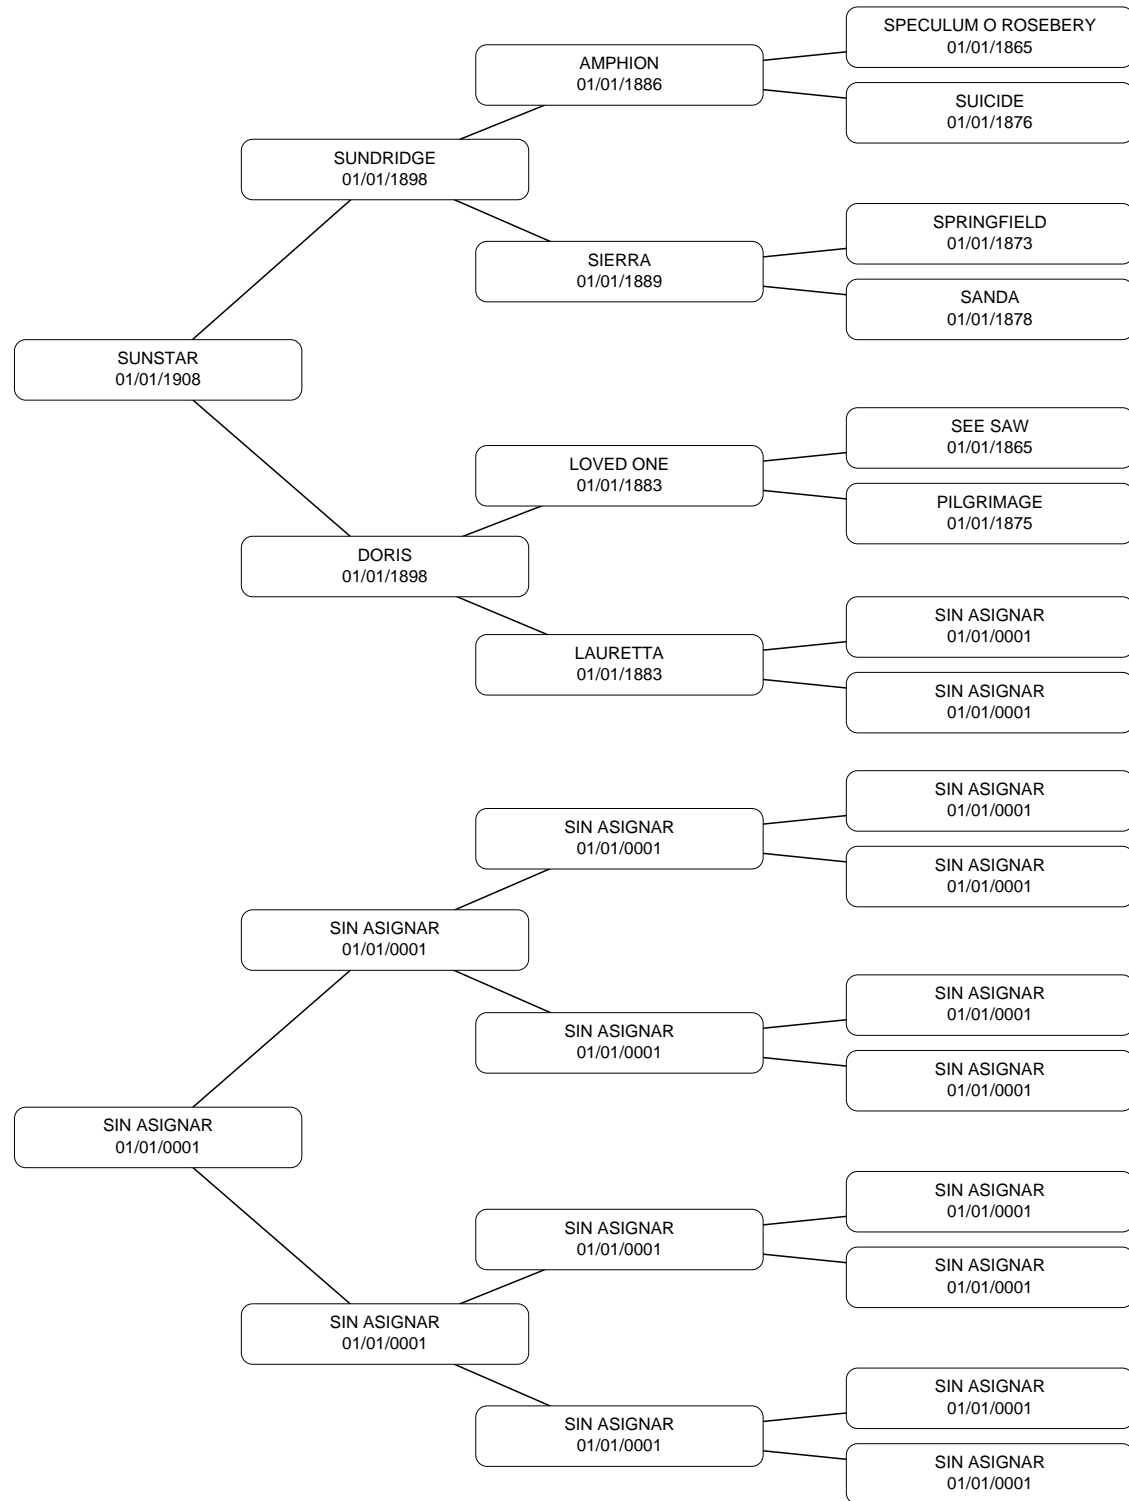 SPECULUM O ROSEBERY
01/01/1865
AMPHION
01/01/1886
SUICIDE
01/01/1876
SUNDRIDGE
01/01/1898
SPRINGFIELD
01/01/1873
SIERRA
01/01/1889
SANDA
01/01/1878
SUNSTAR
01/01/1908
SEE SAW
01/01/1865
LOVED ONE
01/01/1883
PILGRIMAGE
01/01/1875
DORIS
01/01/1898
SIN ASIGNAR
01/01/0001
LAURETTA
01/01/1883
SIN ASIGNAR
01/01/0001
SIN ASIGNAR
01/01/0001
SIN ASIGNAR
01/01/0001
SIN ASIGNAR
01/01/0001
SIN ASIGNAR
01/01/0001
SIN ASIGNAR
01/01/0001
SIN ASIGNAR
01/01/0001
SIN ASIGNAR
01/01/0001
SIN ASIGNAR
01/01/0001
SIN ASIGNAR
01/01/0001
SIN ASIGNAR
01/01/0001
SIN ASIGNAR
01/01/0001
SIN ASIGNAR
01/01/0001
SIN ASIGNAR
01/01/0001
SIN ASIGNAR
01/01/0001
SIN ASIGNAR
01/01/0001